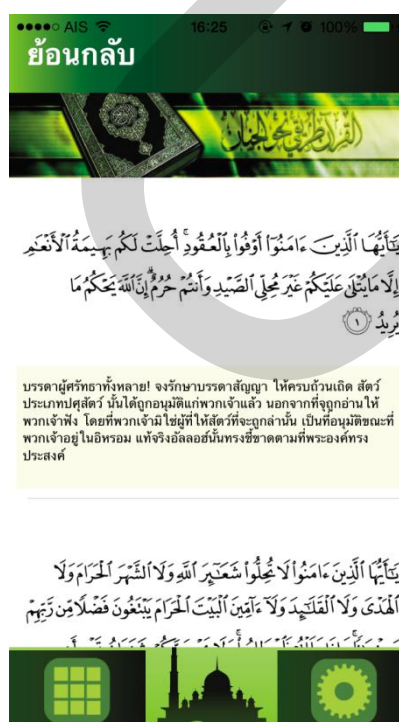 AIS 16:25 100%
ย้อนกลับ
يَـٰٓأَيُّهَا ٱلَّذِينَ ءَامَنُوٓا۟ أَوْفُوا۟ بِٱلْعُقُودِ ۚ أُحِلَّتْ لَكُم بَهِيمَةُ ٱلْأَنْعَـٰمِ
إِلَّا مَا يُتْلَىٰ عَلَيْكُمْ غَيْرَ مُحِلِّى ٱلصَّيْدِ وَأَنتُمْ حُرُمٌ ۗ إِنَّ ٱللَّهَ يَحْكُمُ مَا
يُرِيدُ ﴿١﴾
บรรดาผู้ศรัทธาทั้งหลาย! จงรักษาบรรดาสัญญา ให้ครบถ้วนเถิด สัตว์
ประเภทปศุสัตว์ นั้นได้ถูกอนุมัติแก่พวกเจ้าแล้ว นอกจากที่จุถูกอ่านให้
พวกเจ้าฟัง โดยที่พวกเจ้ามิใช่ผู้ที่ให้สัตว์ที่จะถูกล่านั้น เป็นที่อนุมัติขณะที่
พวกเจ้าอยู่ในอิหรอม แท้จริงอัลลอฮ์นั้นทรงชี้ขาดตามที่พระองค์ทรง
ประสงค์
يَـٰٓأَيُّهَا ٱلَّذِينَ ءَامَنُوا۟ لَا تُحِلُّوا۟ شَعَـٰٓئِرَ ٱللَّهِ وَلَا ٱلشَّهْرَ ٱلْحَرَامَ وَلَا
ٱلْهَدْىَ وَلَا ٱلْقَلَـٰٓئِدَ وَلَآ ءَآمِّينَ ٱلْبَيْتَ ٱلْحَرَامَ يَبْتَغُونَ فَضْلًا مِّن رَّبِّهِمْ